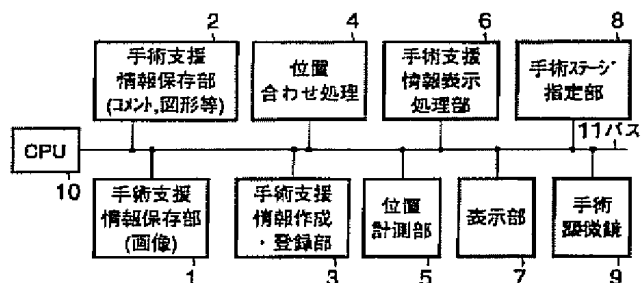 2
4
6
8
手術支援
情報保存部
(コメント,図形等)
位置
合わせ処理
手術支援
情報表示
処理部
手術ステージ
指定部
11バス
CPU
10
手術支援
情報保存部
(画像)
手術支援
情報作成
・登録部
位置
計測部
表示部
手術
顕微鏡
1
3
5
7
9